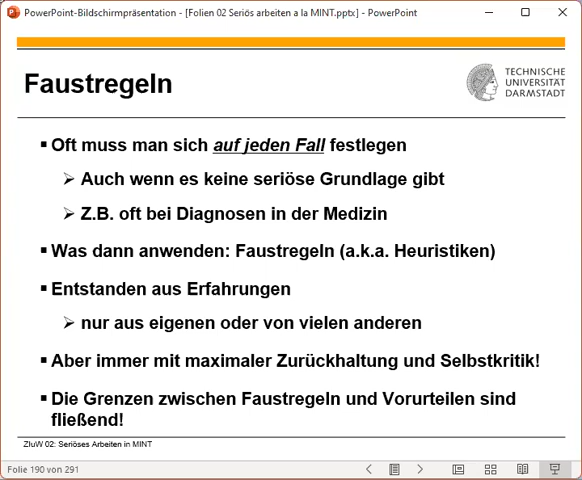 PowerPoint-Bildschirmpräsentation - [Folien 02 Seriös arbeiten a la MINT.pptx] - PowerPoint
Faustregeln
TECHNISCHE
UNIVERSITÄT
DARMSTADT
Oft muss man sich auf jeden Fall festlegen
Auch wenn es keine seriöse Grundlage gibt
Z.B. oft bei Diagnosen in der Medizin
Was dann anwenden: Faustregeln (a.k.a. Heuristiken)
Entstanden aus Erfahrungen
nur aus eigenen oder von vielen anderen
Aber immer mit maximaler Zurückhaltung und Selbstkritik!
Die Grenzen zwischen Faustregeln und Vorurteilen sind
fließend!
ZIuW 02: Seriöses Arbeiten in MINT
Folie 190 von 291